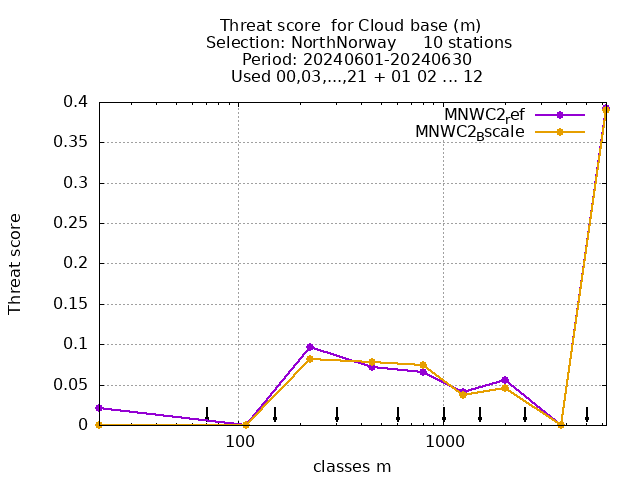 Threat score  for Cloud base (m)
Selection: NorthNorway     10 stations
Period: 20240601-20240630
Used 00,03,...,21 + 01 02 ... 12
MNWC2ref
MNWC2Bscale
0.4
0.35
0.3
0.25
0.2
0.15
0.1
0.05
0
Threat score
100
1000
classes m